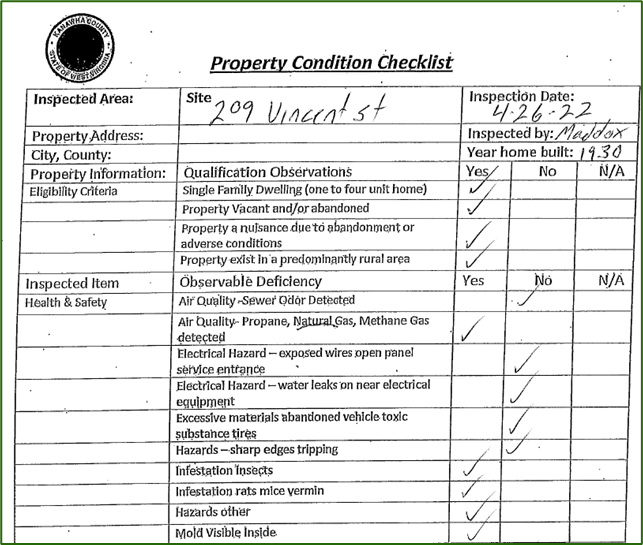 KANAWHA COUNTY
STATE OF WEST VIRGINIA
Property Condition Checklist
Inspected Area: Site 209 Vincent st Inspection Date: 4-26-22
Property Address: Inspected by: Maddox
City, County: Year home built: 1930
Property Information: Qualification Observations Yes No N/A
Eligibility Criteria Single Family Dwelling (one to four unit home) ✓
Property Vacant and/or abandoned ✓
Property a nuisance due to abandonment or
adverse conditions ✓
Property exist in a predominantly rural area ✓
Inspected Item Observable Deficiency Yes No N/A
Health & Safety Air Quality -Sewer Odor Detected ✓
Air Quality- Propane, Natural Gas, Methane Gas
detected ✓
Electrical Hazard – exposed wires open panel
service entrance ✓
Electrical Hazard – water leaks on near electrical
equipment ✓
Excessive materials abantioned vehicle toxic
substance tires ✓
Hazards – sharp edges tripping ✓
Infestation Insects ✓
Infestation rats mice vermin ✓
Hazards other ✓
Mold Visible Inside ✓